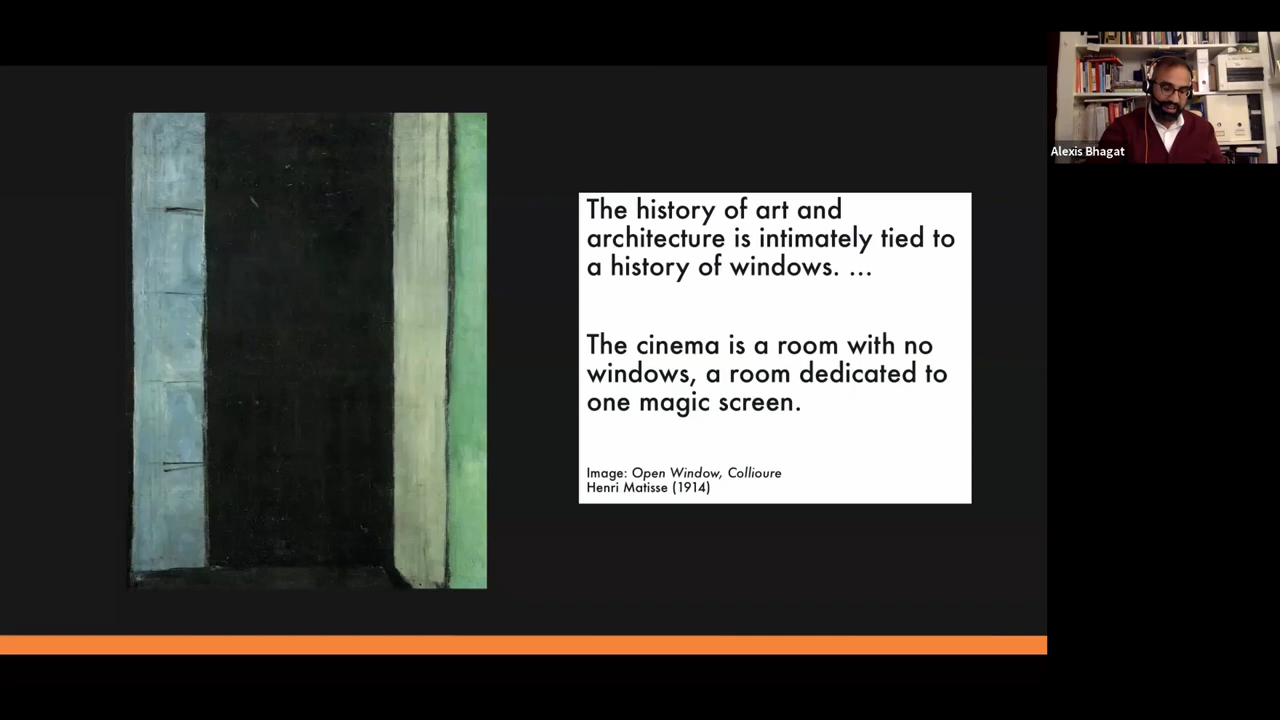 The history of art and
architecture is intimately tied to
a history of windows. ...
The cinema is a room with no
windows, a room dedicated to
one magic screen.
Image: Open Window, Collioure
Henri Matisse (1914)
Alexis Bhagat